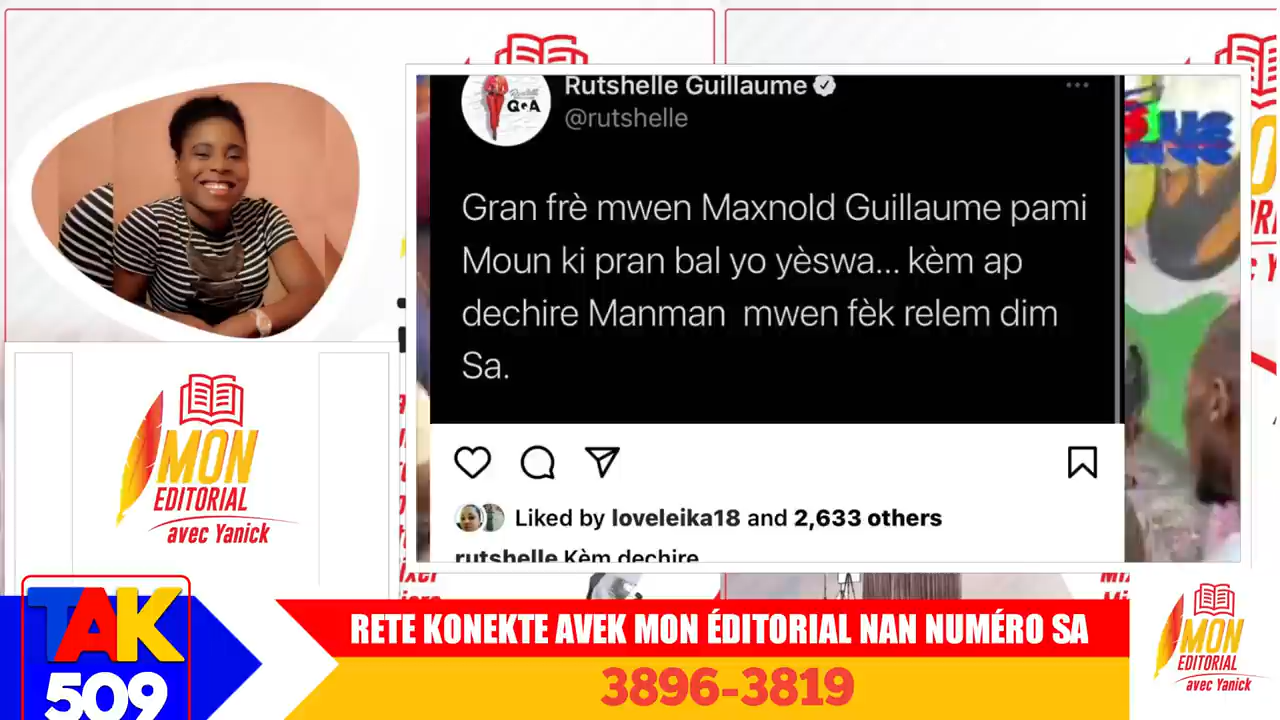 Rutshelle Guillaume
@rutshelle
Q&A
Gran frè mwen Maxnold Guillaume pami
Moun ki pran bal yo yèswa... kèm ap
dechire Manman mwen fèk relem dim
Sa.
Liked by loveleika18 and 2,633 others
rutshelle Kèm dechire
MON
EDITORIAL
avec Yanick
TAK
509
RETE KONEKTE AVEK MON ÉDITORIAL NAN NUMÉRO SA
3896-3819
MON
EDITORIAL
avec Yanick